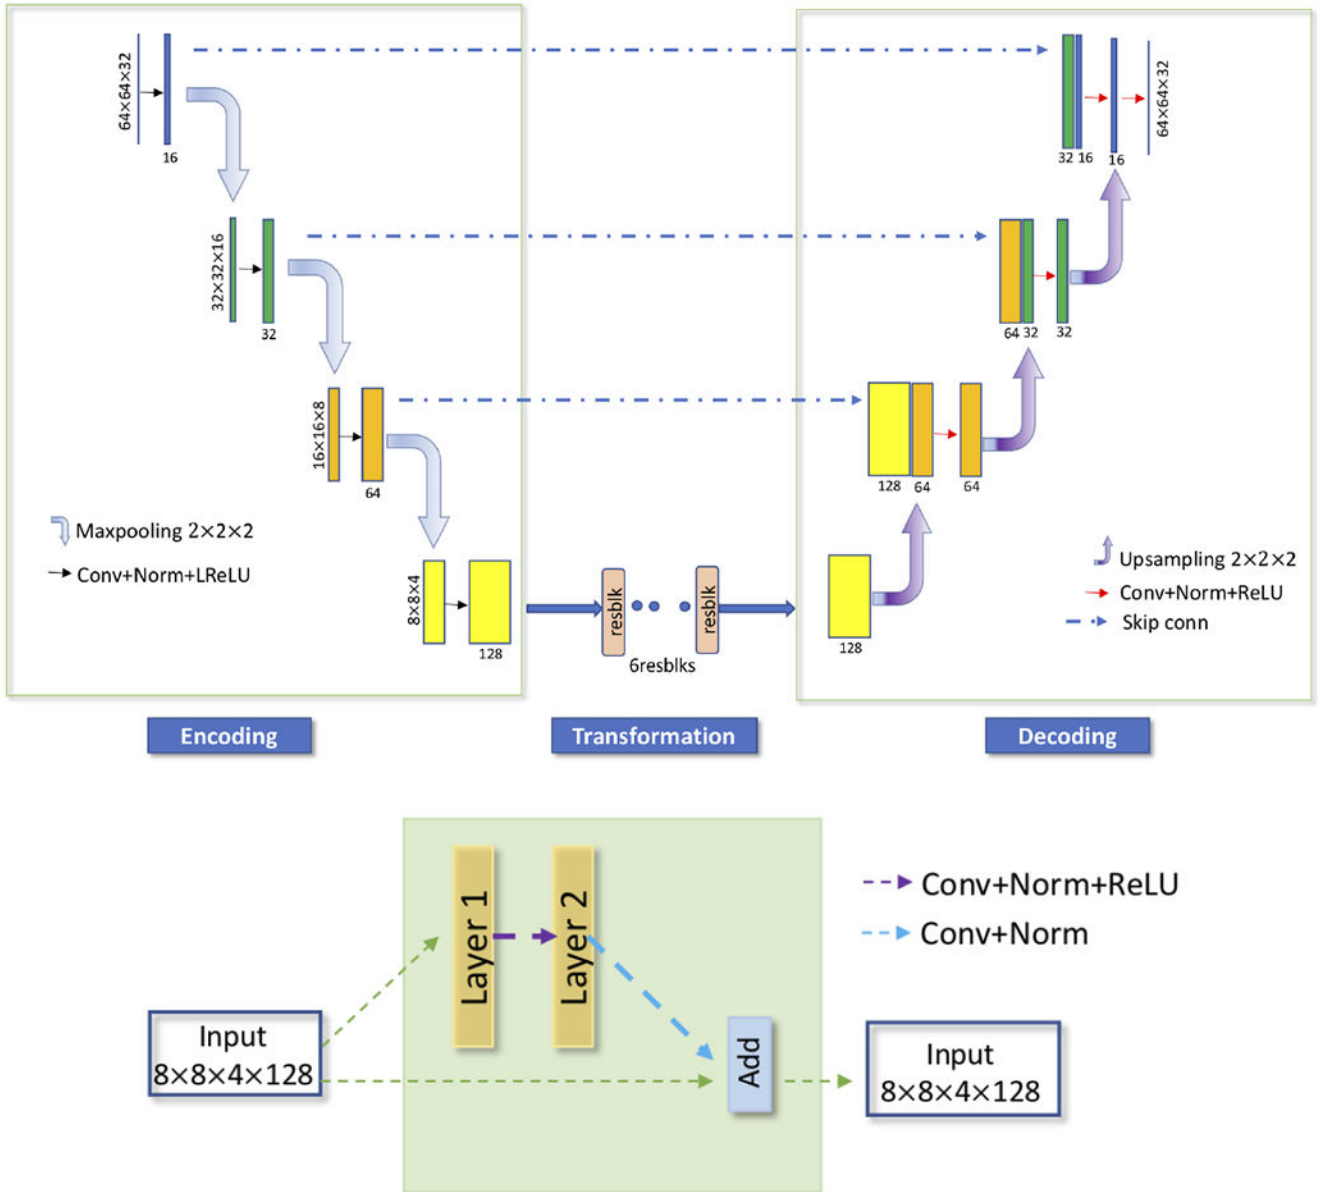 64×64×32
16
32×32×16
32
16×16×8
64
8×8×4
128
Maxpooling 2×2×2
Conv+Norm+LReLU
resblk
resblk
6resblks
32 16
16
64×64×32
64 32
32
128
64
64
128
Upsampling 2×2×2
Conv+Norm+ReLU
Skip conn
Encoding
Transformation
Decoding
Layer 1
Layer 2
Conv+Norm+ReLU
Conv+Norm
Input
8×8×4×128
Add
Input
8×8×4×128